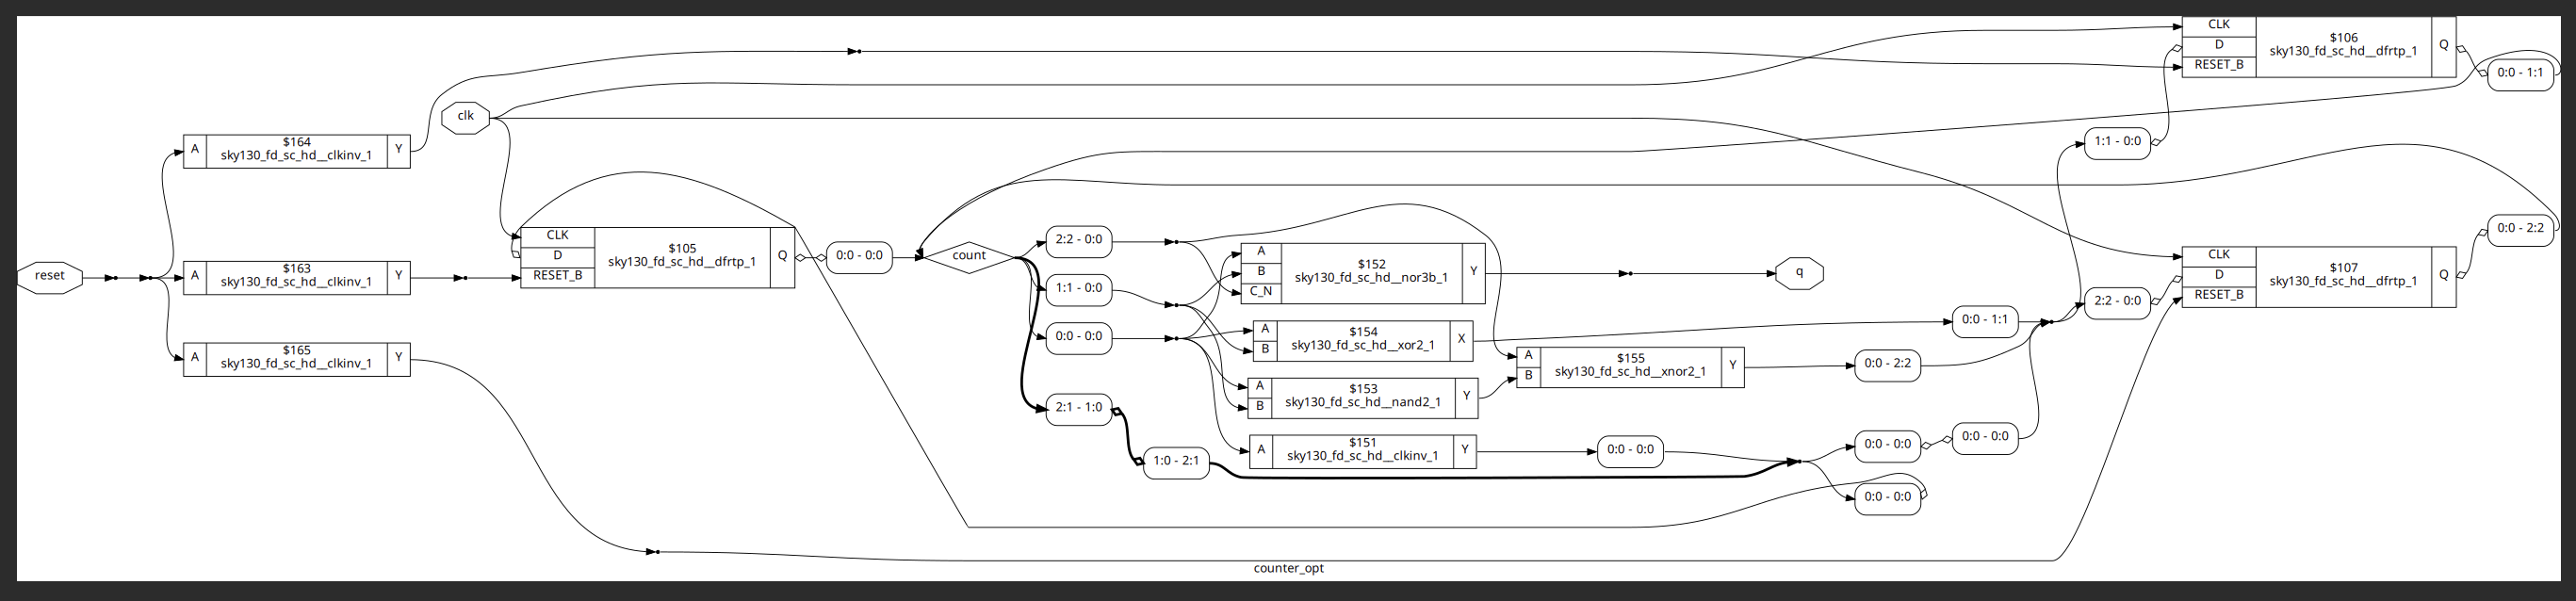 CLK
D
RESET_B
$106
sky130_fd_sc_hd__dfrtp_1
Q
0:0 - 1:1
clk
A
$164
sky130_fd_sc_hd__clkinv_1
Y
1:1 - 0:0
reset
A
$163
sky130_fd_sc_hd__clkinv_1
Y
CLK
D
RESET_B
$105
sky130_fd_sc_hd__dfrtp_1
Q
0:0 - 0:0
count
2:2 - 0:0
1:1 - 0:0
0:0 - 0:0
2:1 - 1:0
1:0 - 2:1
A
B
C_N
$152
sky130_fd_sc_hd__nor3b_1
Y
q
A
B
$154
sky130_fd_sc_hd__xor2_1
X
0:0 - 1:1
A
B
$153
sky130_fd_sc_hd__nand2_1
Y
A
B
$155
sky130_fd_sc_hd__xnor2_1
Y
0:0 - 2:2
A
$151
sky130_fd_sc_hd__clkinv_1
Y
0:0 - 0:0
0:0 - 0:0
0:0 - 0:0
0:0 - 0:0
2:2 - 0:0
CLK
D
RESET_B
$107
sky130_fd_sc_hd__dfrtp_1
Q
0:0 - 2:2
A
$165
sky130_fd_sc_hd__clkinv_1
Y
counter_opt